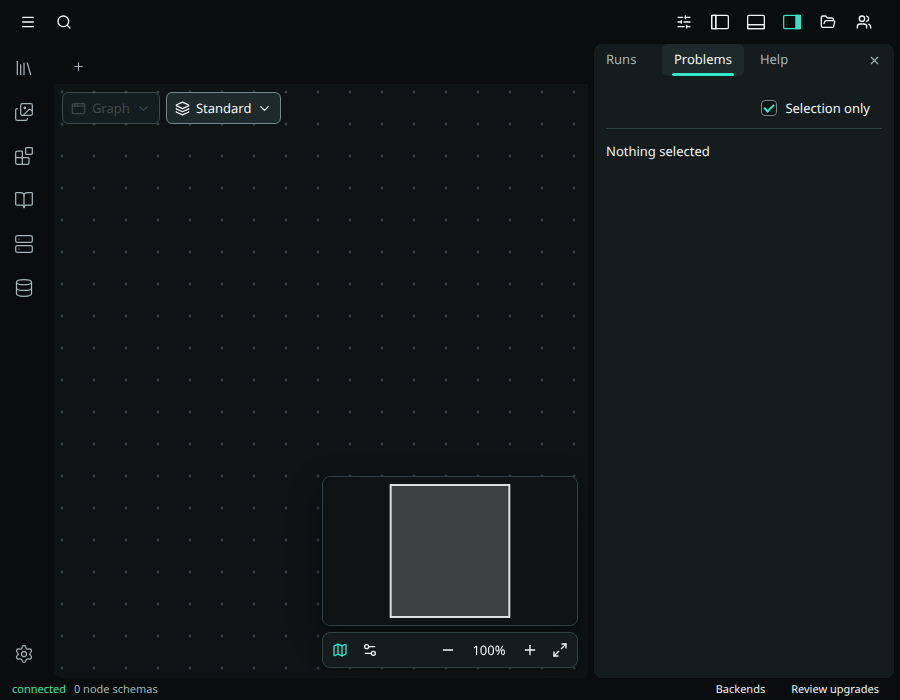 Runs Problems Help
Graph Standard
Selection only
Nothing selected
100%
connected 0 node schemas Backends Review upgrades